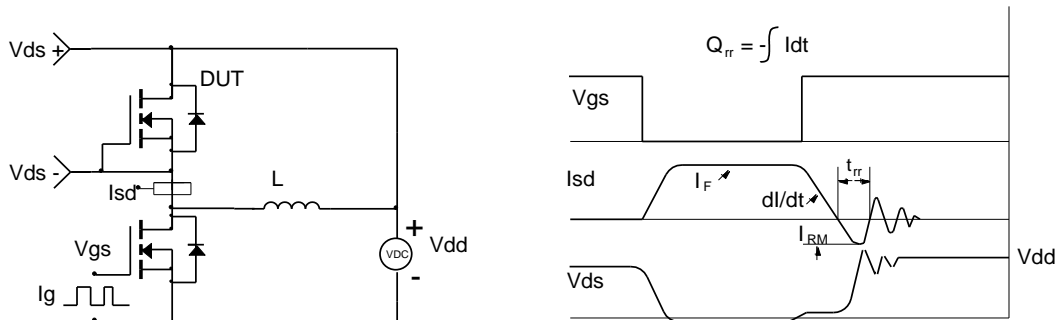 Vds +
DUT
Vds -
Isd
L
Vgs
+
VDC
Vdd
-
Ig
Qrr = -∫ Idt
Vgs
Isd
IF
dI/dt
trr
IRM
Vdd
Vds